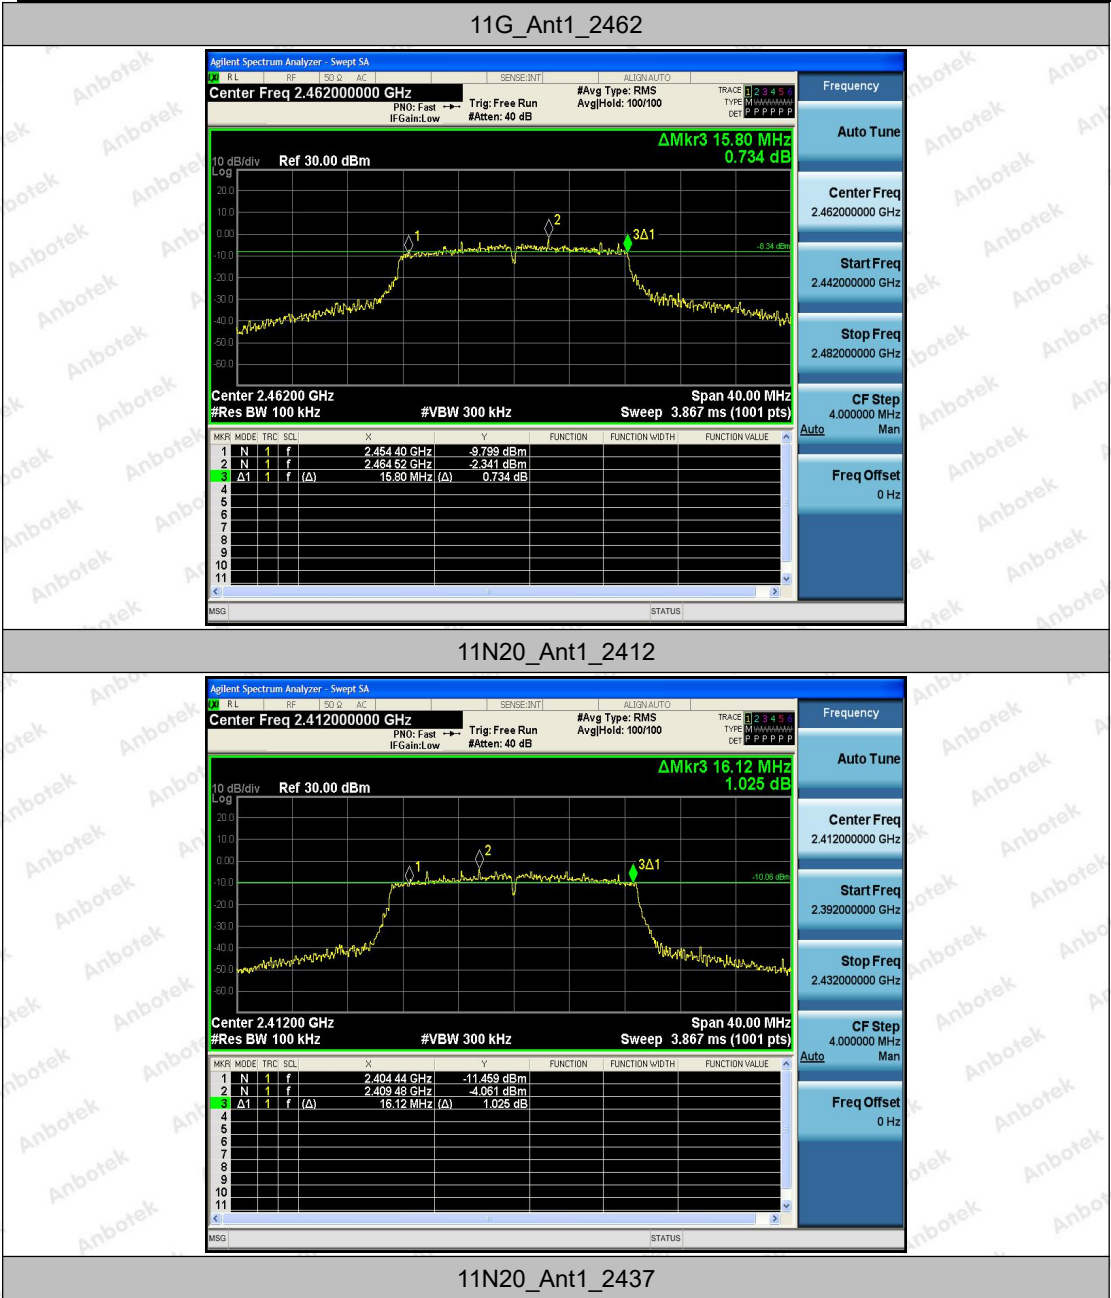 11G_Ant1_2462
Agilent Spectrum Analyzer - Swept SA
RL RF 50 Ω AC SENSE:INT ALIGNAUTO
Center Freq 2.462000000 GHz
PNO: Fast
IFGain:Low
Trig: Free Run
#Atten: 40 dB
#Avg Type: RMS
Avg|Hold: 100/100
TRACE 1 2 3 4 5 6
TYPE MWWWWW
DET P P P P P P
ΔMkr3 15.80 MHz
0.734 dB
10 dB/div Ref 30.00 dBm
Log
20.0
10.0
0.00
-10.0
-20.0
-30.0
-40.0
-50.0
-60.0
1
2
3Δ1
-8.34 dBm
Center 2.46200 GHz Span 40.00 MHz
#Res BW 100 kHz #VBW 300 kHz Sweep 3.867 ms (1001 pts)
MKR MODE TRC SCL X Y FUNCTION FUNCTION WIDTH FUNCTION VALUE
1 N 1 f 2.454 40 GHz -9.799 dBm
2 N 1 f 2.464 52 GHz -2.341 dBm
3 Δ1 1 f (Δ) 15.80 MHz (Δ) 0.734 dB
4
5
6
7
8
9
10
11
MSG STATUS
Frequency
Auto Tune
Center Freq
2.462000000 GHz
Start Freq
2.442000000 GHz
Stop Freq
2.482000000 GHz
CF Step
4.000000 MHz
Auto Man
Freq Offset
0 Hz
11N20_Ant1_2412
Agilent Spectrum Analyzer - Swept SA
RL RF 50 Ω AC SENSE:INT ALIGNAUTO
Center Freq 2.412000000 GHz
PNO: Fast
IFGain:Low
Trig: Free Run
#Atten: 40 dB
#Avg Type: RMS
Avg|Hold: 100/100
TRACE 1 2 3 4 5 6
TYPE MWWWWW
DET P P P P P P
ΔMkr3 16.12 MHz
1.025 dB
10 dB/div Ref 30.00 dBm
Log
20.0
10.0
0.00
-10.0
-20.0
-30.0
-40.0
-50.0
-60.0
1
2
3Δ1
-10.06 dBm
Center 2.41200 GHz Span 40.00 MHz
#Res BW 100 kHz #VBW 300 kHz Sweep 3.867 ms (1001 pts)
MKR MODE TRC SCL X Y FUNCTION FUNCTION WIDTH FUNCTION VALUE
1 N 1 f 2.404 44 GHz -11.459 dBm
2 N 1 f 2.409 48 GHz -4.061 dBm
3 Δ1 1 f (Δ) 16.12 MHz (Δ) 1.025 dB
4
5
6
7
8
9
10
11
MSG STATUS
Frequency
Auto Tune
Center Freq
2.412000000 GHz
Start Freq
2.392000000 GHz
Stop Freq
2.432000000 GHz
CF Step
4.000000 MHz
Auto Man
Freq Offset
0 Hz
11N20_Ant1_2437
Anbotek